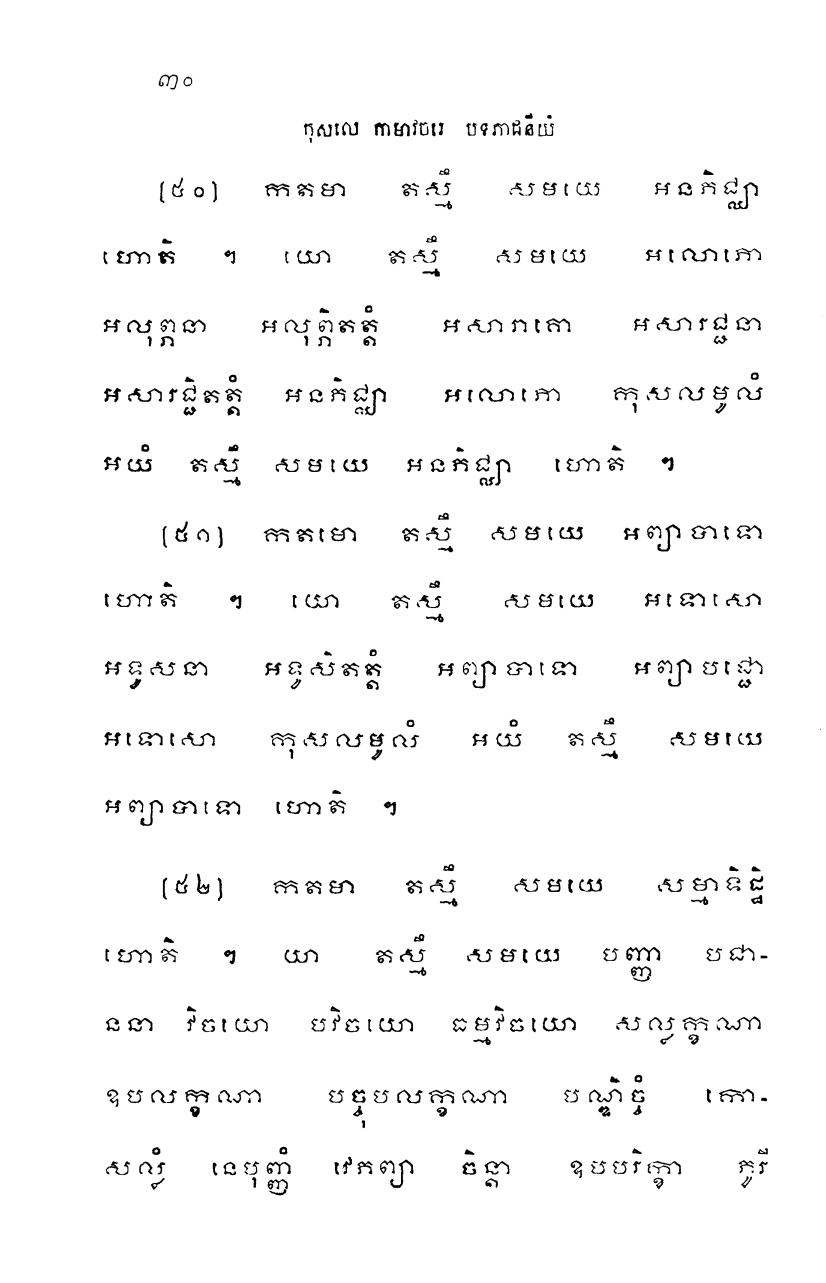 ៣០
កុសលេ កាមាវចរេ បទភាជនីយំ
(៥០) កតមា តស្មឹ សមយេ អនភិជ្ឈា
ហោតិ ។ យោ តស្មឹ សមយេ អលោភោ
អលុព្ភនា អលុព្ភិតត្តំ អសារាគោ អសារជ្ជនា
អសារជ្ជិតត្តំ អនភិជ្ឈា អលោភោ កុសលមូលំ
អយំ តស្មឹ សមយេ អនភិជ្ឈា ហោតិ ។
(៥១) កតមោ តស្មឹ សមយេ អព្យាបាទោ
ហោតិ ។ យោ តស្មឹ សមយេ អទោសោ
អទូសនា អទូសិតត្តំ អព្យាបាទោ អព្យាបជ្ជោ
អទោសោ កុសលមូលំ អយំ តស្មឹ សមយេ
អព្យាបាទោ ហោតិ ។
(៥២) កតមា តស្មឹ សមយេ សម្មាទិដ្ឋិ
ហោតិ ។ យា តស្មឹ សមយេ បញ្ញា បជា-
ននា វិចយោ បវិចយោ ធម្មវិចយោ សល្លក្ខណា
ឧបលក្ខណា បច្ចុបលក្ខណា បណ្ឌិច្ចំ កោ-
សល្លំ នេបុញ្ញំ វេភព្យា ចិន្តា ឧបបរិក្ខា ភូរី